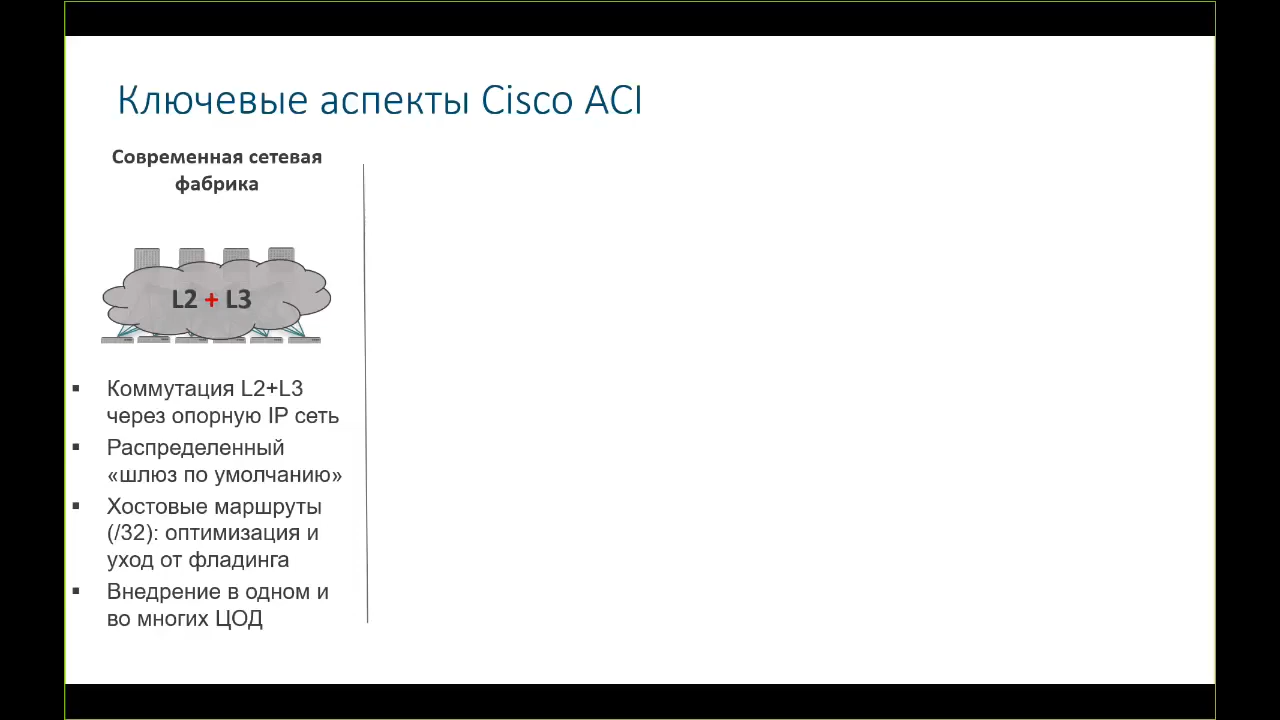 Ключевые аспекты Cisco ACI
Современная сетевая
фабрика
L2 + L3
▪ Коммутация L2+L3
через опорную IP сеть
▪ Распределенный
«шлюз по умолчанию»
▪ Хостовые маршруты
(/32): оптимизация и
уход от фладинга
▪ Внедрение в одном и
во многих ЦОД